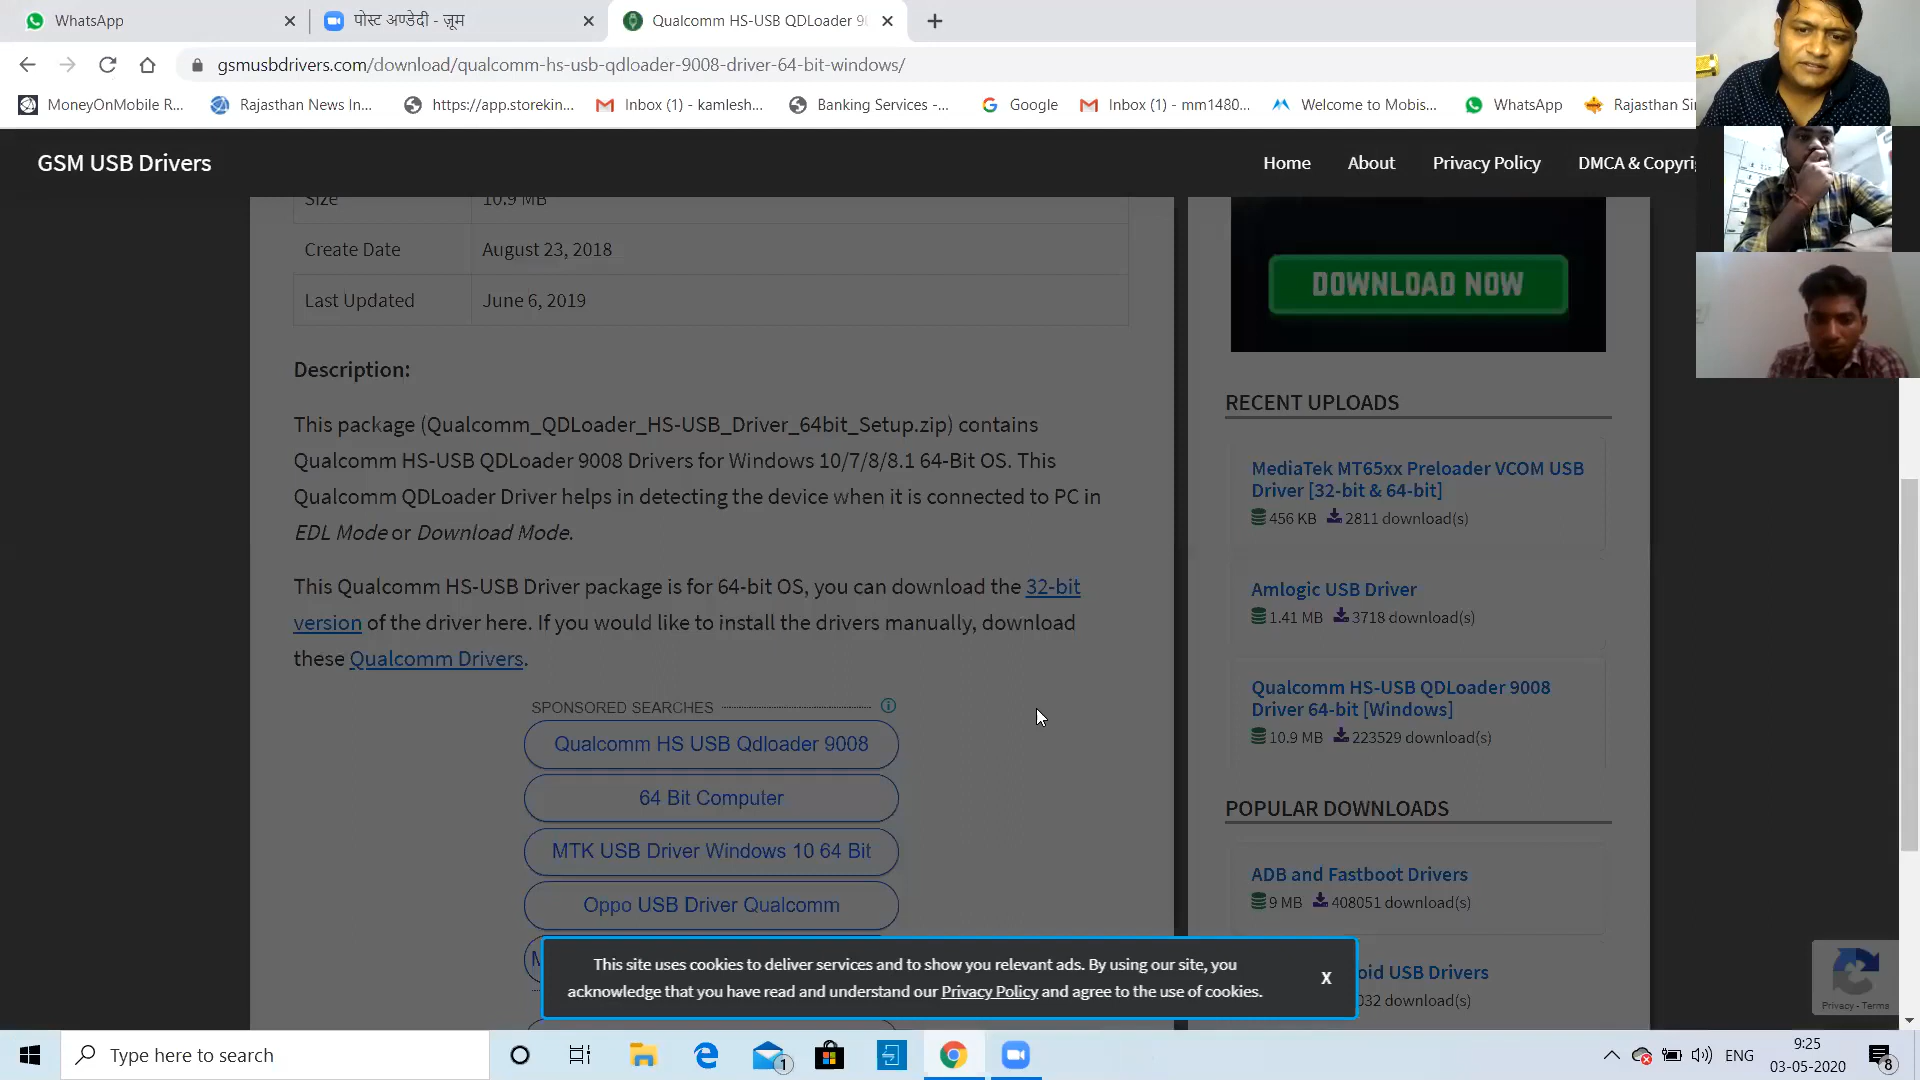 WhatsApp
पोस्ट अण्डेदी - ज़ूम
Qualcomm HS-USB QDLoader 9
gsmusbdrivers.com/download/qualcomm-hs-usb-qdloader-9008-driver-64-bit-windows/
MoneyOnMobile R... Rajasthan News In... https://app.storekin... Inbox (1) - kamlesh... Banking Services -... Google Inbox (1) - mm1480... Welcome to Mobis... WhatsApp Rajasthan
GSM USB Drivers
Home About Privacy Policy DMCA &
Size 10.9 MB
Create Date August 23, 2018
Last Updated June 6, 2019
Description:
This package (Qualcomm_QDLoader_HS-USB_Driver_64bit_Setup.zip) contains
Qualcomm HS-USB QDLoader 9008 Drivers for Windows 10/7/8/8.1 64-Bit OS. This
Qualcomm QDLoader Driver helps in detecting the device when it is connected to PC in
EDL Mode or Download Mode.
This Qualcomm HS-USB Driver package is for 64-bit OS, you can download the 32-bit
version of the driver here. If you would like to install the drivers manually, download
these Qualcomm Drivers.
SPONSORED SEARCHES
Qualcomm HS USB Qdloader 9008
64 Bit Computer
MTK USB Driver Windows 10 64 Bit
Oppo USB Driver Qualcomm
DOWNLOAD NOW
RECENT UPLOADS
MediaTek MT65xx Preloader VCOM USB
Driver [32-bit & 64-bit]
456 KB 2811 download(s)
Amlogic USB Driver
1.41 MB 3718 download(s)
Qualcomm HS-USB QDLoader 9008
Driver 64-bit [Windows]
10.9 MB 223529 download(s)
POPULAR DOWNLOADS
ADB and Fastboot Drivers
9 MB 408051 download(s)
oid USB Drivers
032 download(s)
This site uses cookies to deliver services and to show you relevant ads. By using our site, you
acknowledge that you have read and understand our Privacy Policy and agree to the use of cookies.
X
Privacy - Terms
Type here to search
1
ENG
9:25
03-05-2020
8